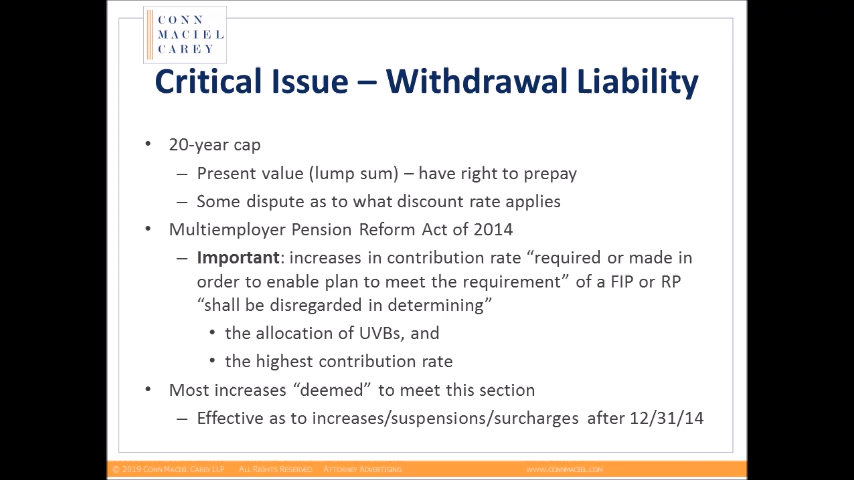 CONN
MACIEL
CAREY
Critical Issue – Withdrawal Liability
• 20-year cap
– Present value (lump sum) – have right to prepay
– Some dispute as to what discount rate applies
• Multiemployer Pension Reform Act of 2014
– Important: increases in contribution rate “required or made in
order to enable plan to meet the requirement” of a FIP or RP
“shall be disregarded in determining”
• the allocation of UVBs, and
• the highest contribution rate
• Most increases “deemed” to meet this section
– Effective as to increases/suspensions/surcharges after 12/31/14
© 2019 CONN MACIEL CAREY LLP ALL RIGHTS RESERVED ATTORNEY ADVERTISING WWW.CONNMACIEL.COM